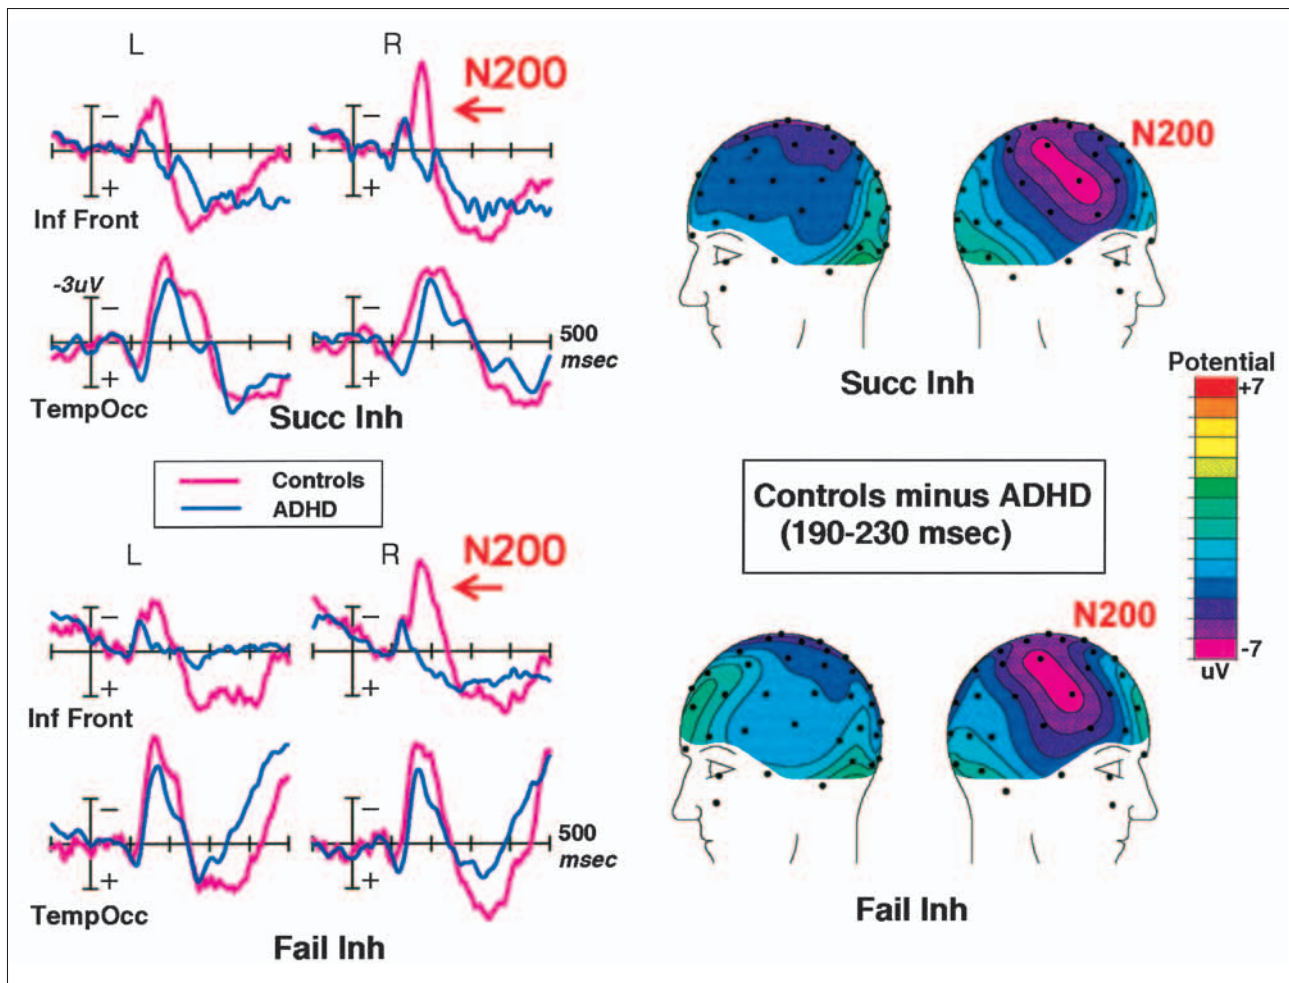 L
R
N200
−
+
−
+
Inf Front
-3uV
−
+
−
+
500
msec
TempOcc
Succ Inh
Controls
ADHD
L
R
N200
−
+
−
+
Inf Front
−
+
−
+
500
msec
TempOcc
Fail Inh
N200
Succ Inh
Potential
+7
-7
uV
Controls minus ADHD
(190-230 msec)
N200
Fail Inh